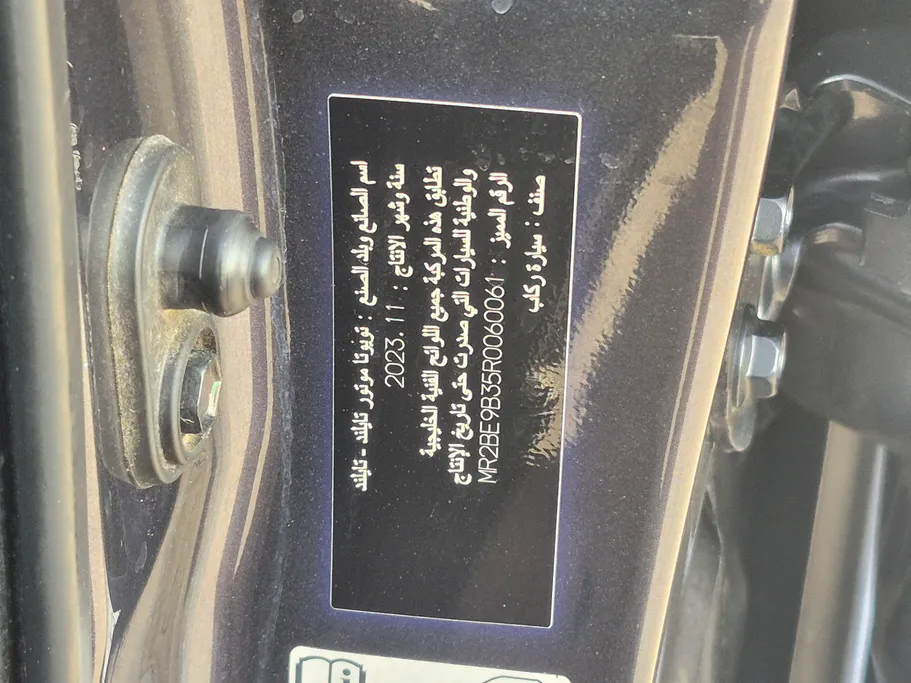 اسم الصانع وبلد الصنع : تويوتا موتور تايلند - تايلند
سنة وشهر الإنتاج : 2023.11
تطابق هذه المركبة جميع اللوائح الفنية الخليجية
والوطنية للسيارات التي صدرت حتى تاريخ الإنتاج
الرقم المميز : MR2BE9B35R0060061
صنف : سيارة ركاب